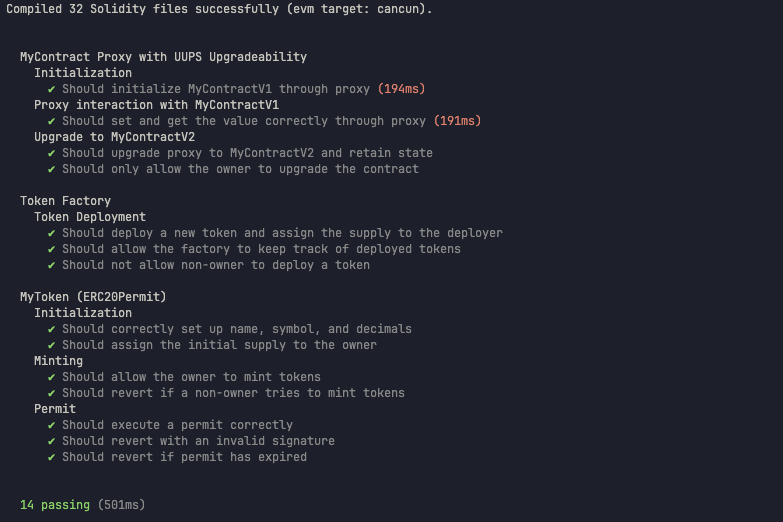 Compiled 32 Solidity files successfully (evm target: cancun).
MyContract Proxy with UUPS Upgradeability
Initialization
✔ Should initialize MyContractV1 through proxy (194ms)
Proxy interaction with MyContractV1
✔ Should set and get the value correctly through proxy (191ms)
Upgrade to MyContractV2
✔ Should upgrade proxy to MyContractV2 and retain state
✔ Should only allow the owner to upgrade the contract
Token Factory
Token Deployment
✔ Should deploy a new token and assign the supply to the deployer
✔ Should allow the factory to keep track of deployed tokens
✔ Should not allow non-owner to deploy a token
MyToken (ERC20Permit)
Initialization
✔ Should correctly set up name, symbol, and decimals
✔ Should assign the initial supply to the owner
Minting
✔ Should allow the owner to mint tokens
✔ Should revert if a non-owner tries to mint tokens
Permit
✔ Should execute a permit correctly
✔ Should revert with an invalid signature
✔ Should revert if permit has expired
14 passing (501ms)